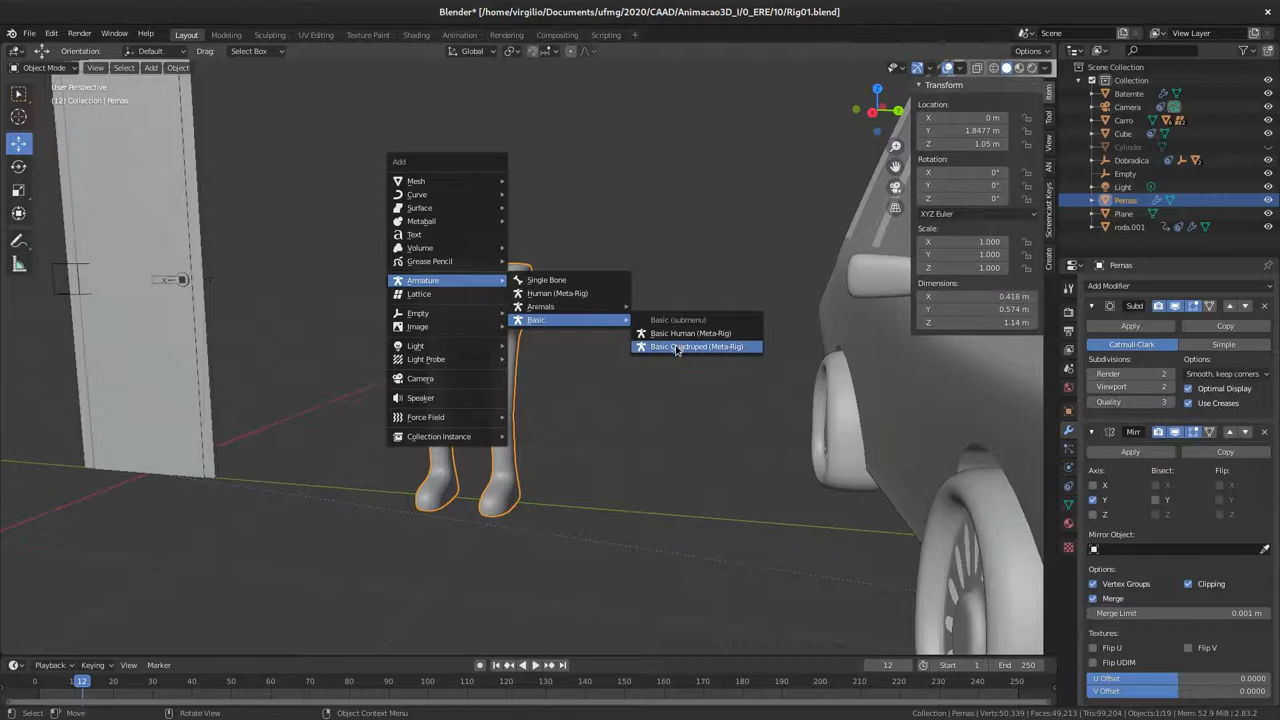 Blender* [/home/virgilio/Documents/ufmg/2020/CAAD/Animacao3D_I/0_ERE/10/Rig01.blend]
File Edit Render Window Help Layout Modeling Sculpting UV Editing Texture Paint Shading Animation Rendering Compositing Scripting + Scene View Layer
Orientation: Default Drag: Select Box Global Options
Object Mode View Select Add Object
User Perspective
(12) Collection | Pernas
Add
Mesh
Curve
Surface
Metaball
Text
Volume
Grease Pencil
Armature
Lattice
Empty
Image
Light
Light Probe
Camera
Speaker
Force Field
Collection Instance
Single Bone
Human (Meta-Rig)
Animals
Basic
Basic (submenu)
Basic Human (Meta-Rig)
Basic Quadruped (Meta-Rig)
Z
Y
X
Transform
Location:
X 0 m
Y 1.8477 m
Z 1.05 m
Rotation:
X 0°
Y 0°
Z 0°
XYZ Euler
Scale:
X 1.000
Y 1.000
Z 1.000
Dimensions:
X 0.418 m
Y 0.574 m
Z 1.14 m
Item
Tool
View
AN
Screencast Keys
Create
Scene Collection
Collection
Batente
Camera
Carro
Cube
Cylinder
Dobradica
Empty
Light
Pernas
Plane
roda.001
Pernas
Add Modifier
Subd
Apply Copy
Catmull-Clark Simple
Subdivisions: Options:
Render 2 Smooth, keep corners
Viewport 2 Optimal Display
Quality 3 Use Creases
Mirr
Apply Copy
Axis: Bisect: Flip:
X X X
Y Y Y
Z Z Z
Mirror Object:
Options:
Vertex Groups Clipping
Merge
Merge Limit 0.001 m
Textures:
Flip U Flip V
Flip UDIM
U Offset 0.0000
V Offset 0.0000
Playback Keying View Marker 12 Start 1 End 250
0 12 20 30 40 50 60 70 80 90 100 110 120 130 140 150 160 170 180 190 200 210 220 230 240 250
Select Move Rotate View Object Context Menu Collection | Pernas | Verts:50,339 | Faces:49,213 | Tris:99,204 | Objects:1/19 | Mem: 52.9 MiB | 2.83.2